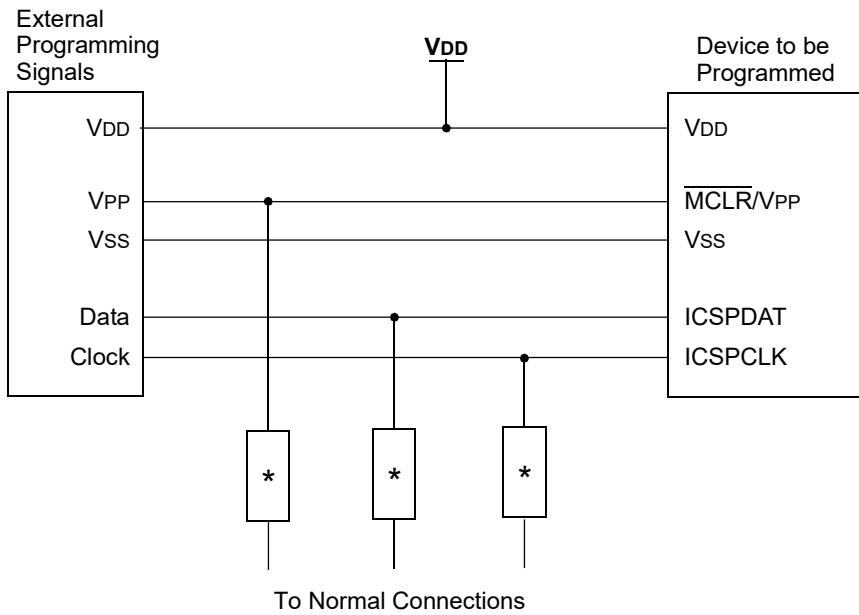 External
Programming
Signals
VDD
Device to be
Programmed
VDD
VDD
VPP
MCLR/VPP
VSS
VSS
Data
ICSPDAT
Clock
ICSPCLK
*
*
*
To Normal Connections